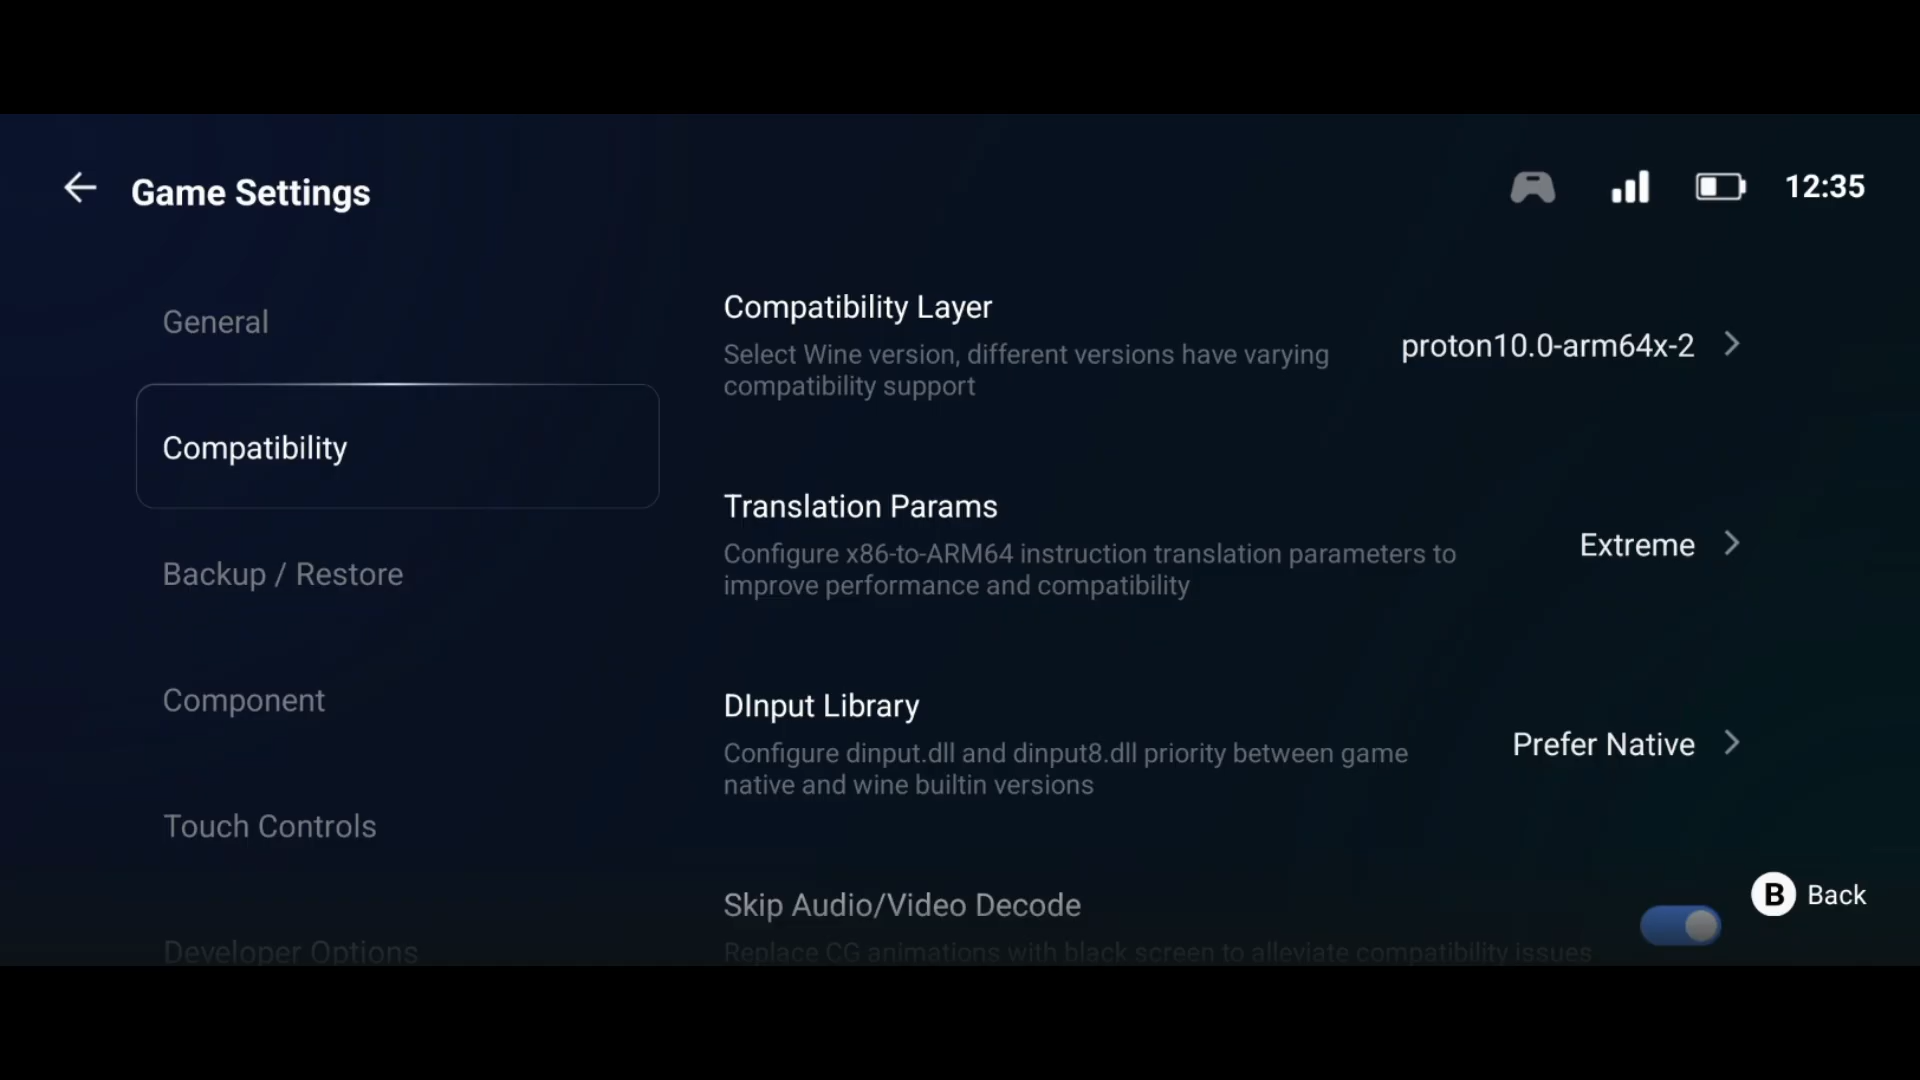 Game Settings
12:35
General
Compatibility
Backup / Restore
Component
Touch Controls
Developer Options
Compatibility Layer
Select Wine version, different versions have varying
compatibility support
proton10.0-arm64x-2
Translation Params
Configure x86-to-ARM64 instruction translation parameters to
improve performance and compatibility
Extreme
DInput Library
Configure dinput.dll and dinput8.dll priority between game
native and wine builtin versions
Prefer Native
Skip Audio/Video Decode
Replace CG animations with black screen to alleviate compatibility issues
B Back